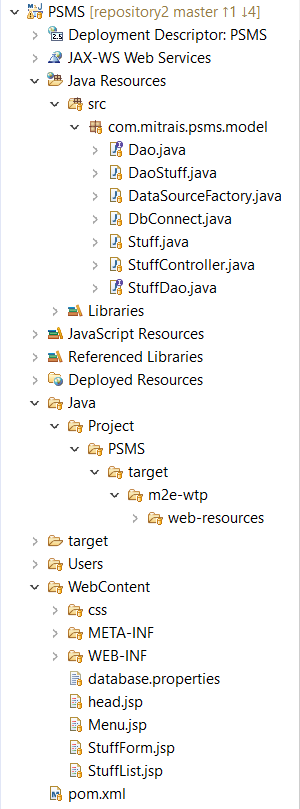 PSMS [repository2 master ↑1 ↓4]
Deployment Descriptor: PSMS
JAX-WS Web Services
Java Resources
src
com.mitrais.psms.model
Dao.java
DaoStuff.java
DataSourceFactory.java
DbConnect.java
Stuff.java
StuffController.java
StuffDao.java
Libraries
JavaScript Resources
Referenced Libraries
Deployed Resources
Java
Project
PSMS
target
m2e-wtp
web-resources
target
Users
WebContent
css
META-INF
WEB-INF
database.properties
head.jsp
Menu.jsp
StuffForm.jsp
StuffList.jsp
pom.xml